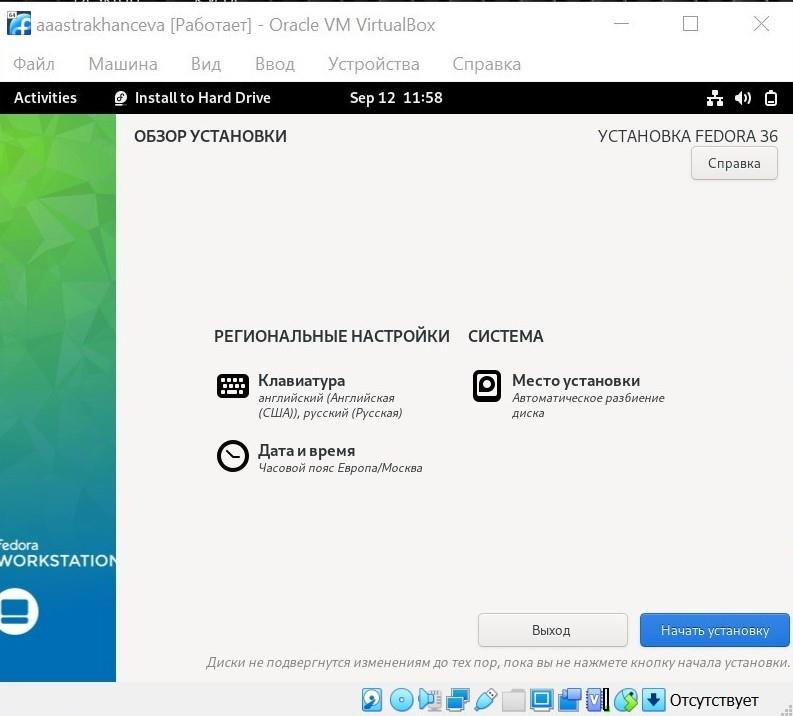 aaastrakhanceva [Работает] - Oracle VM VirtualBox
Файл Машина Вид Ввод Устройства Справка
Activities Install to Hard Drive Sep 12 11:58
ОБЗОР УСТАНОВКИ УСТАНОВКА FEDORA 36
Справка
РЕГИОНАЛЬНЫЕ НАСТРОЙКИ СИСТЕМА
Клавиатура
английский (Английская
(США)), русский (Русская)
Место установки
Автоматическое разбиение
диска
Дата и время
Часовой пояс Европа/Москва
fedora
WORKSTATION
Выход Начать установку
Диски не подвергнутся изменениям до тех пор, пока вы не нажмете кнопку начала установки.
Отсутствует